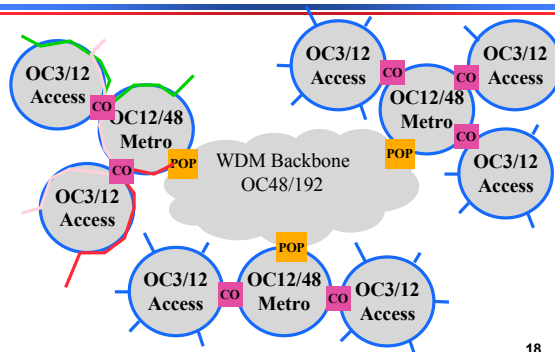 OC3/12
Access
CO
OC12/48
Metro
POP
CO
OC3/12
Access
WDM Backbone
OC48/192
OC3/12
Access
CO
OC12/48
Metro
POP
CO
OC3/12
Access
CO
OC3/12
Access
POP
OC3/12
Access
CO
OC12/48
Metro
CO
OC3/12
Access
18